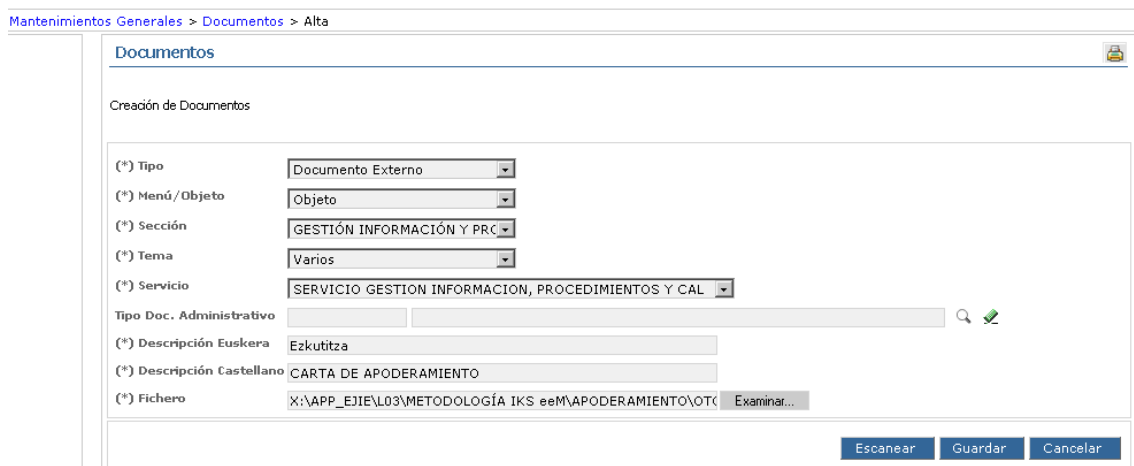 Mantenimientos Generales > Documentos > Alta
Documentos
Creación de Documentos
(*) Tipo Documento Externo
(*) Menú/Objeto Objeto
(*) Sección GESTIÓN INFORMACIÓN Y PRO
(*) Tema Varios
(*) Servicio SERVICIO GESTION INFORMACION, PROCEDIMIENTOS Y CAL
Tipo Doc. Administrativo
(*) Descripción Euskera Ezkutitza
(*) Descripción Castellano CARTA DE APODERAMIENTO
(*) Fichero X:\APP_EJIE\L03\METODOLOGÍA IKS eeM\APODERAMIENTO\OTO Examinar...
Escanear Guardar Cancelar